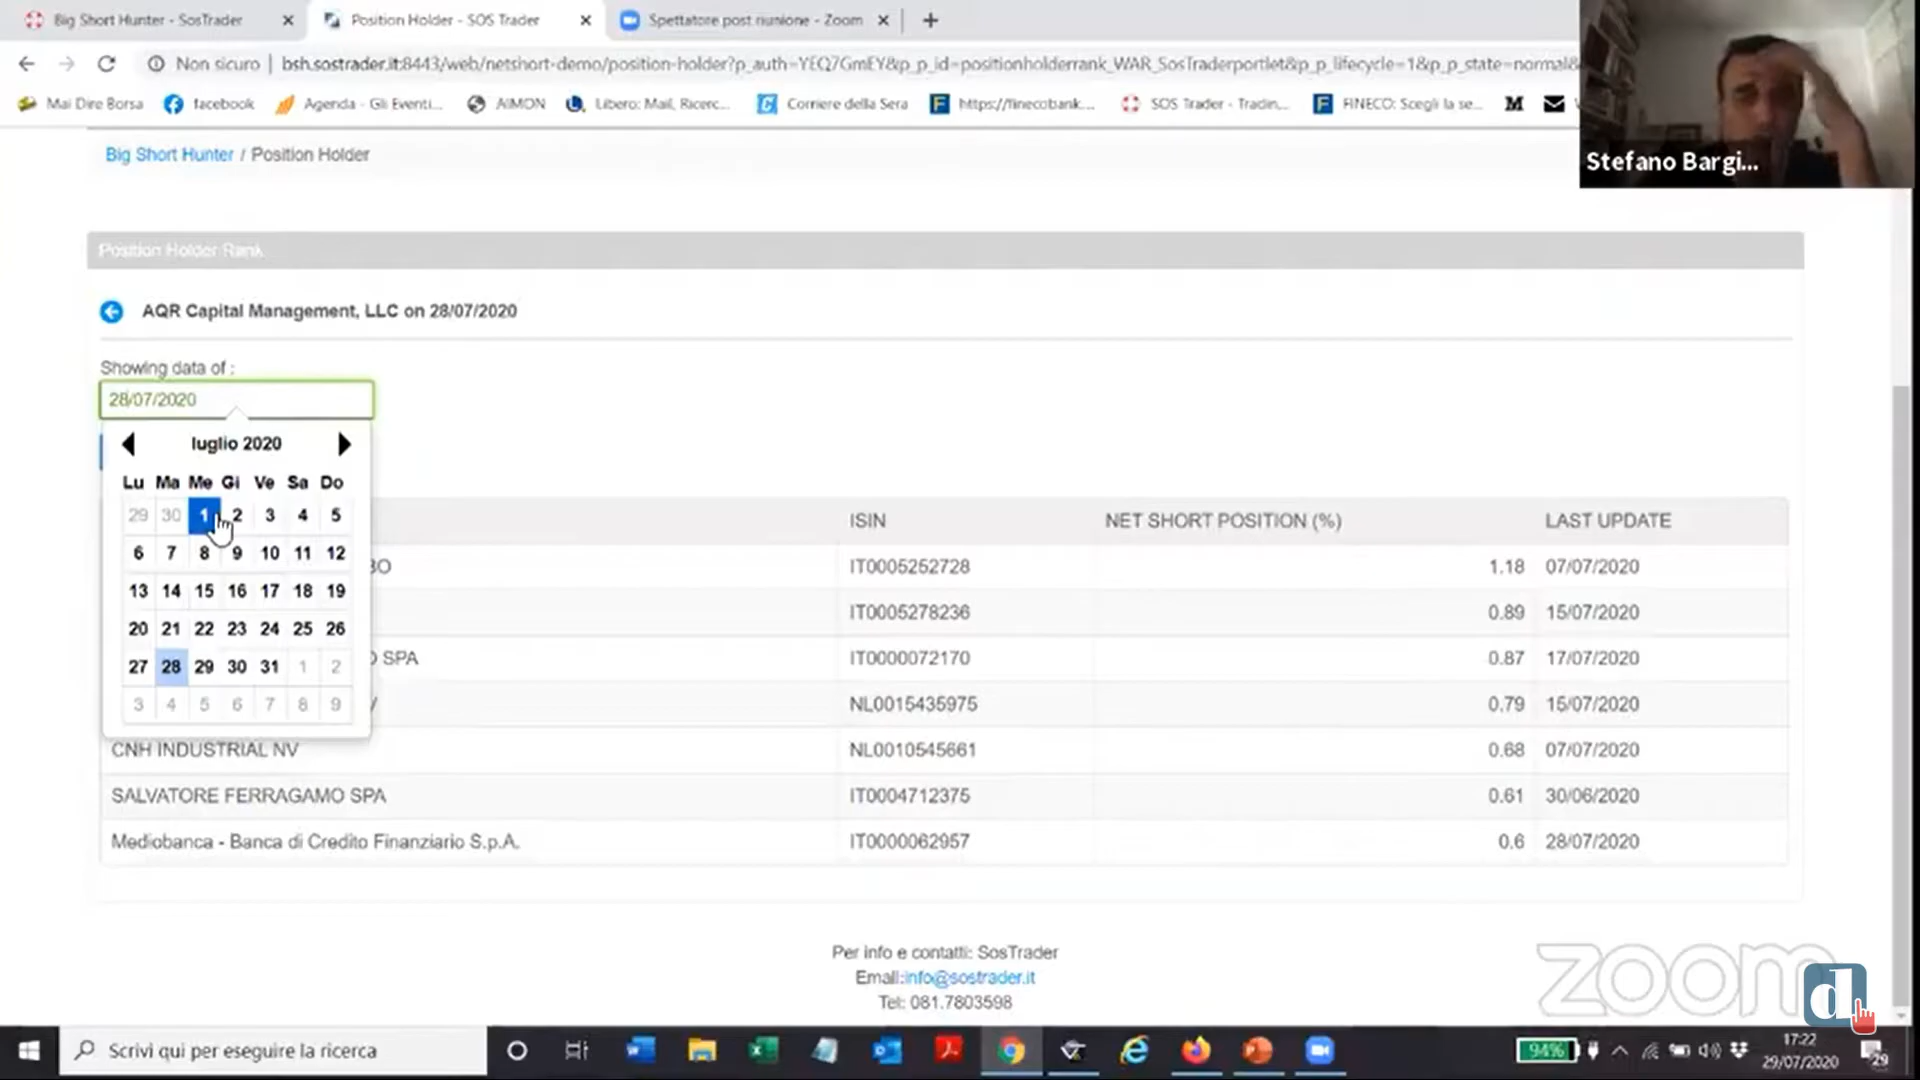 Big Short Hunter - SosTrader
Position Holder - SOS Trader
Spettatore post riunione - Zoom
Non sicuro
bsh.sostrader.it:8443/web/netshort-demo/position-holder?p_auth=YEQ7GmEY&p_p_id=positionholderrank_WAR_SosTraderportlet&p_p_lifecycle=1&p_p_state=normal&
Mai Dire Borsa
facebook
Agenda - Gli Eventi...
AIMON
Libero: Mail, Ricerc...
Corriere della Sera
https://finecobank....
SOS Trader - Tradin...
FINECO: Scegli la se...
M
Stefano Bargi...
Big Short Hunter / Position Holder
Position Holder Rank
AQR Capital Management, LLC on 28/07/2020
Showing data of :
28/07/2020
luglio 2020
Lu Ma Me Gi Ve Sa Do
29 30 1 2 3 4 5
6 7 8 9 10 11 12
13 14 15 16 17 18 19
20 21 22 23 24 25 26
27 28 29 30 31 1 2
3 4 5 6 7 8 9
ISIN NET SHORT POSITION (%) LAST UPDATE
BO IT0005252728 1.18 07/07/2020
IT0005278236 0.89 15/07/2020
SPA IT0000072170 0.87 17/07/2020
NL0015435975 0.79 15/07/2020
CNH INDUSTRIAL NV NL0010545661 0.68 07/07/2020
SALVATORE FERRAGAMO SPA IT0004712375 0.61 30/06/2020
Mediobanca - Banca di Credito Finanziario S.p.A. IT0000062957 0.6 28/07/2020
Per info e contatti: SosTrader
Email:info@sostrader.it
Tel: 081.7803598
zoom
d
Scrivi qui per eseguire la ricerca
94%
17:22
29/07/2020
29